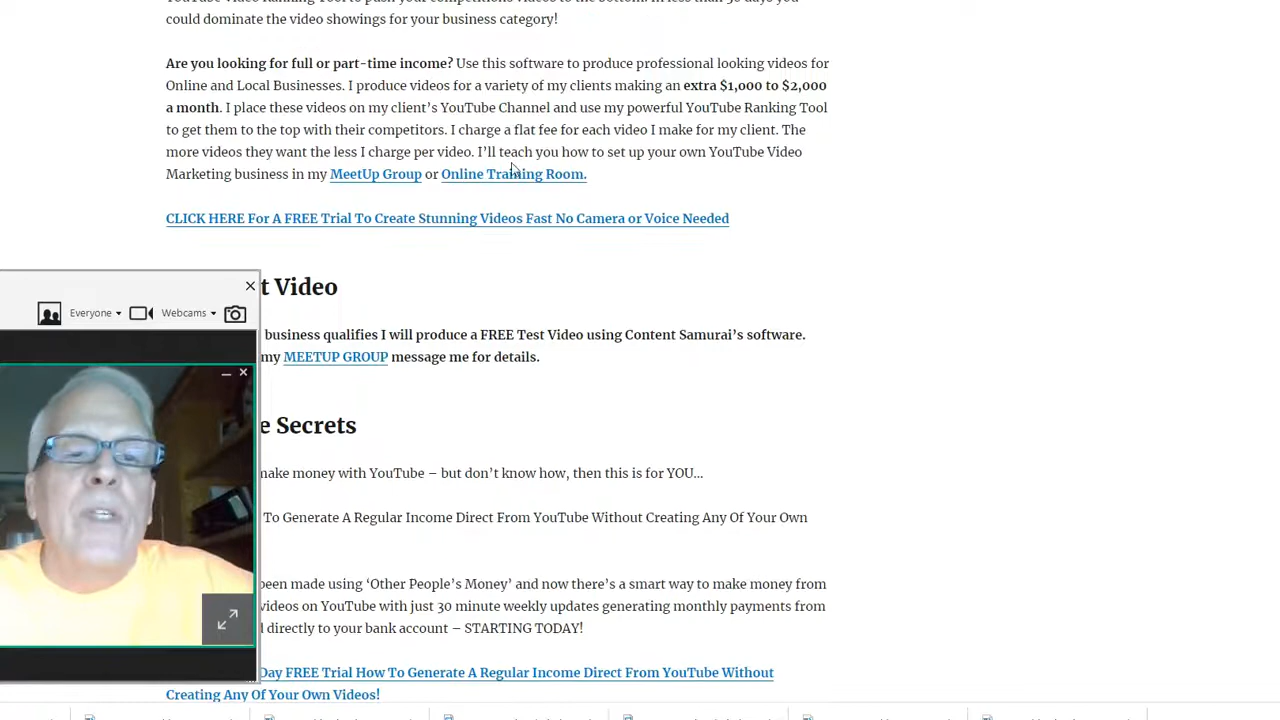 could dominate the video showings for your business category!
Are you looking for full or part-time income? Use this software to produce professional looking videos for
Online and Local Businesses. I produce videos for a variety of my clients making an extra $1,000 to $2,000
a month. I place these videos on my client's YouTube Channel and use my powerful YouTube Ranking Tool
to get them to the top with their competitors. I charge a flat fee for each video I make for my client. The
more videos they want the less I charge per video. I'll teach you how to set up your own YouTube Video
Marketing business in my MeetUp Group or Online Training Room.
CLICK HERE For A FREE Trial To Create Stunning Videos Fast No Camera or Voice Needed
t Video
Everyone Webcams
business qualifies I will produce a FREE Test Video using Content Samurai's software.
my MEETUP GROUP message me for details.
e Secrets
make money with YouTube – but don't know how, then this is for YOU...
To Generate A Regular Income Direct From YouTube Without Creating Any Of Your Own
been made using 'Other People's Money' and now there's a smart way to make money from
videos on YouTube with just 30 minute weekly updates generating monthly payments from
d directly to your bank account – STARTING TODAY!
Day FREE Trial How To Generate A Regular Income Direct From YouTube Without
Creating Any Of Your Own Videos!